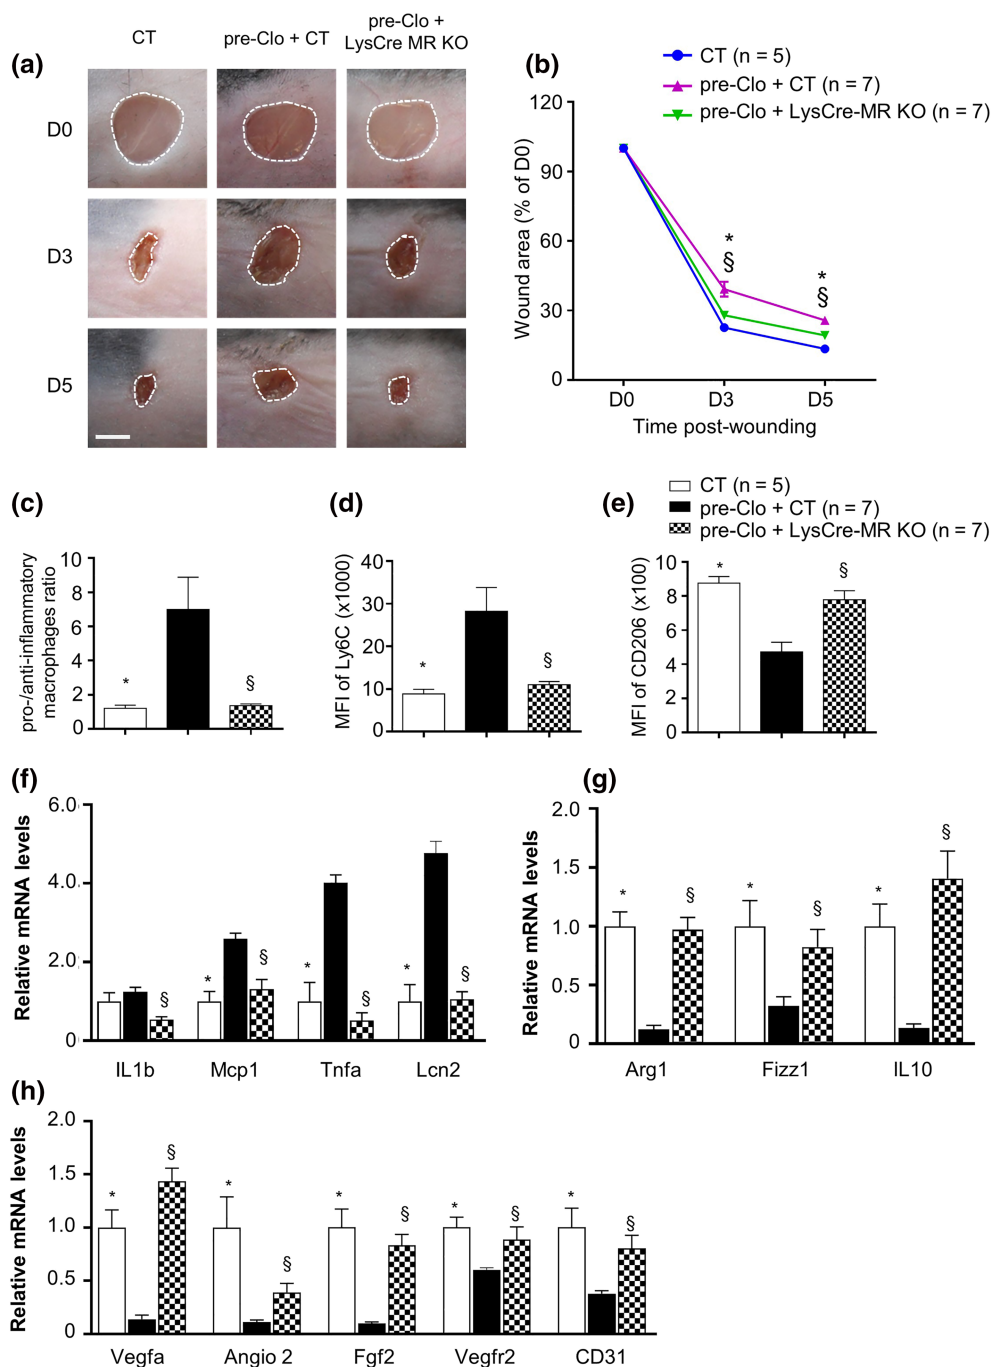 (a)
CT
pre-Clo + CT
pre-Clo +
LysCre MR KO
D0
D3
D5
(b)
CT (n = 5)
pre-Clo + CT (n = 7)
pre-Clo + LysCre-MR KO (n = 7)
Wound area (% of D0)
120
90
60
30
0
*
§
*
§
D0 D3 D5
Time post-wounding
(c)
pro-/anti-inflammatory
macrophages ratio
10
8
6
4
2
0
*
§
(d)
MFI of Ly6C (x1000)
40
30
20
10
0
*
§
(e)
CT (n = 5)
pre-Clo + CT (n = 7)
pre-Clo + LysCre-MR KO (n = 7)
MFI of CD206 (x100)
10
8
6
4
2
0
*
§
(f)
Relative mRNA levels
6.0
4.0
2.0
0
§
* §
* §
* §
IL1b Mcp1 Tnfa Lcn2
(g)
Relative mRNA levels
2.0
1.5
1.0
0.5
0
* §
* §
* §
Arg1 Fizz1 IL10
(h)
Relative mRNA levels
2.0
1.5
1.0
0.5
0
* §
* §
* §
* §
* §
Vegfa Angio 2 Fgf2 Vegfr2 CD31